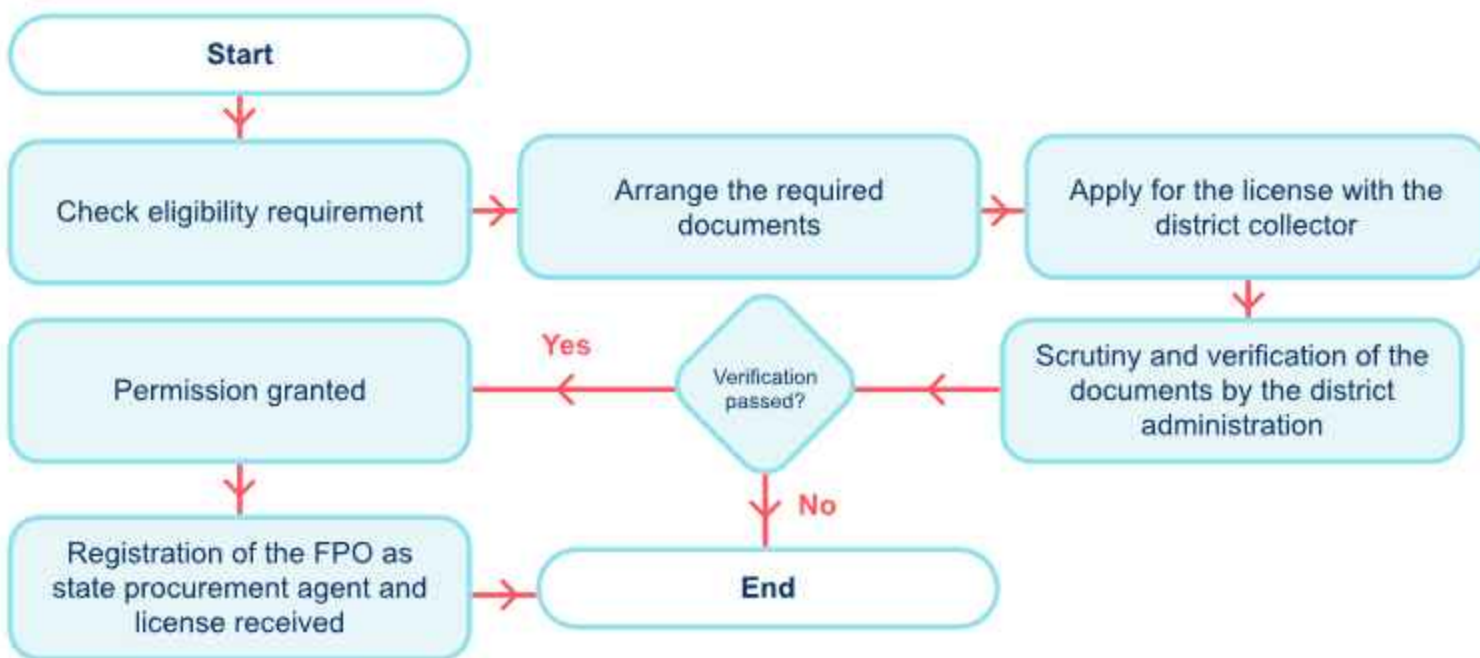 Start
Check eligibility requirement
Arrange the required
documents
Apply for the license with the
district collector
Scrutiny and verification of the
documents by the district
administration
Verification
passed?
Yes
Permission granted
No
Registration of the FPO as
state procurement agent and
license received
End